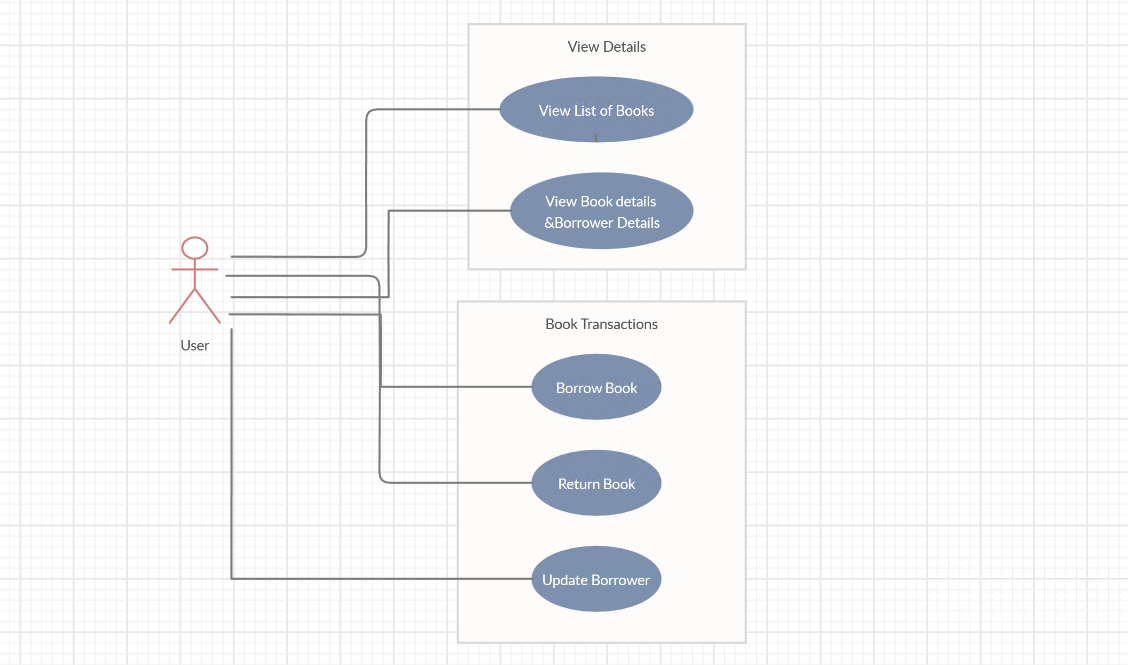 View Details
View List of Books
View Book details
&Borrower Details
User
Book Transactions
Borrow Book
Return Book
Update Borrower